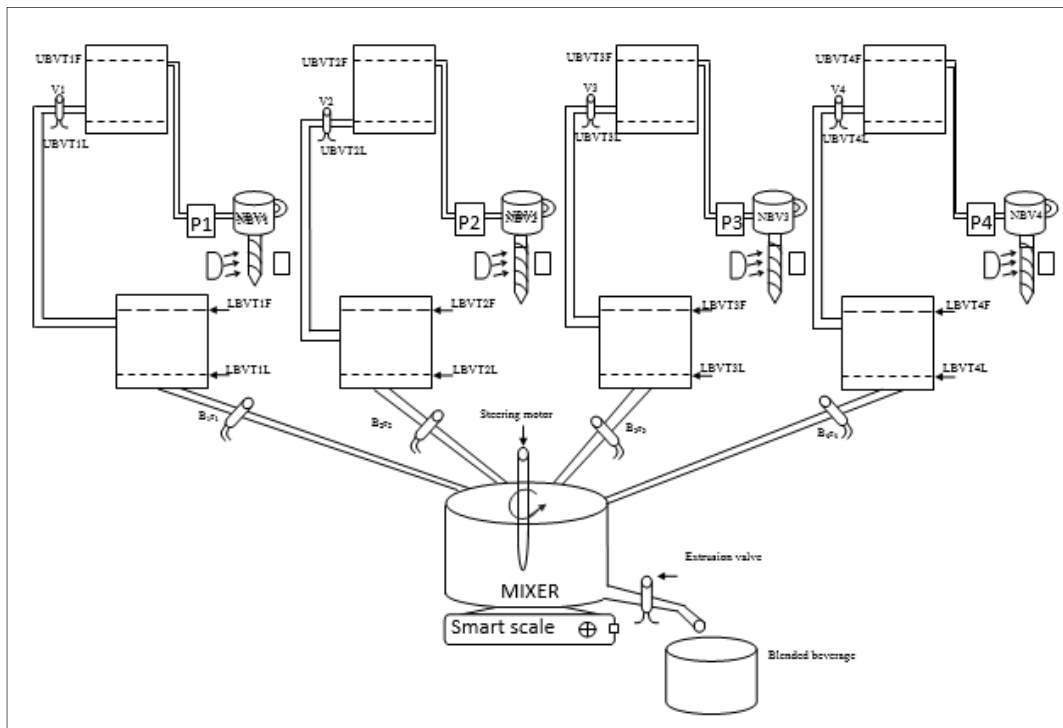 UBVT1F
UBVT2F
UBVT3F
UBVT4F
V1
V2
V3
V4
UBVT1L
UBVT2L
UBVT3L
UBVT4L
P1
P2
P3
NBV3
P4
NBV4
LBVT1F
LBVT2F
LBVT3F
LBVT4F
LBVT1L
LBVT2L
LBVT3L
LBVT4L
Steering motor
MIXER
Extrusion valve
Smart scale
Blended beverage